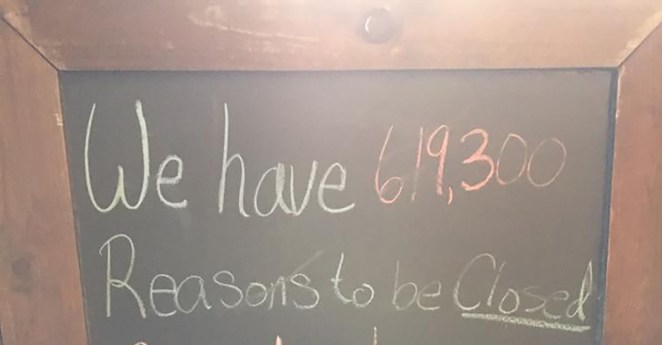 We have 619,300
Reasons to be Closed